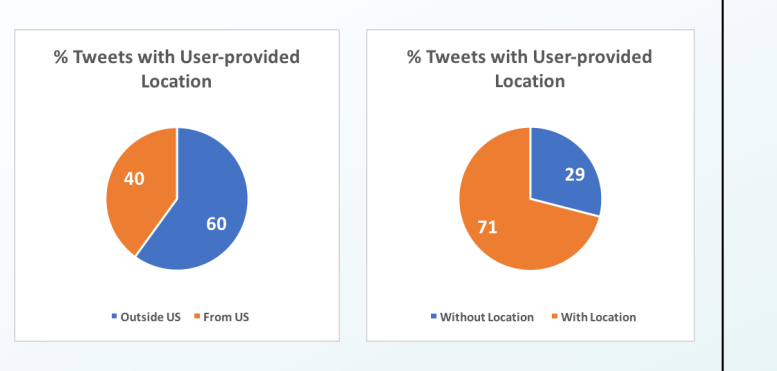 % Tweets with User-provided
Location
40
60
Outside US From US
% Tweets with User-provided
Location
29
71
Without Location With Location